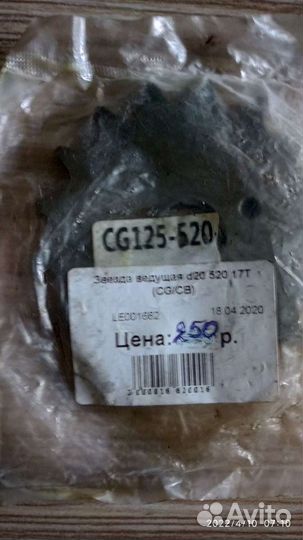 CG125-520
Звезда ведущая d20 520 17Т
(CG/CB)
LE001662 18.04.2020
Цена: 250 р.
2022/4/10 07:10
Avito